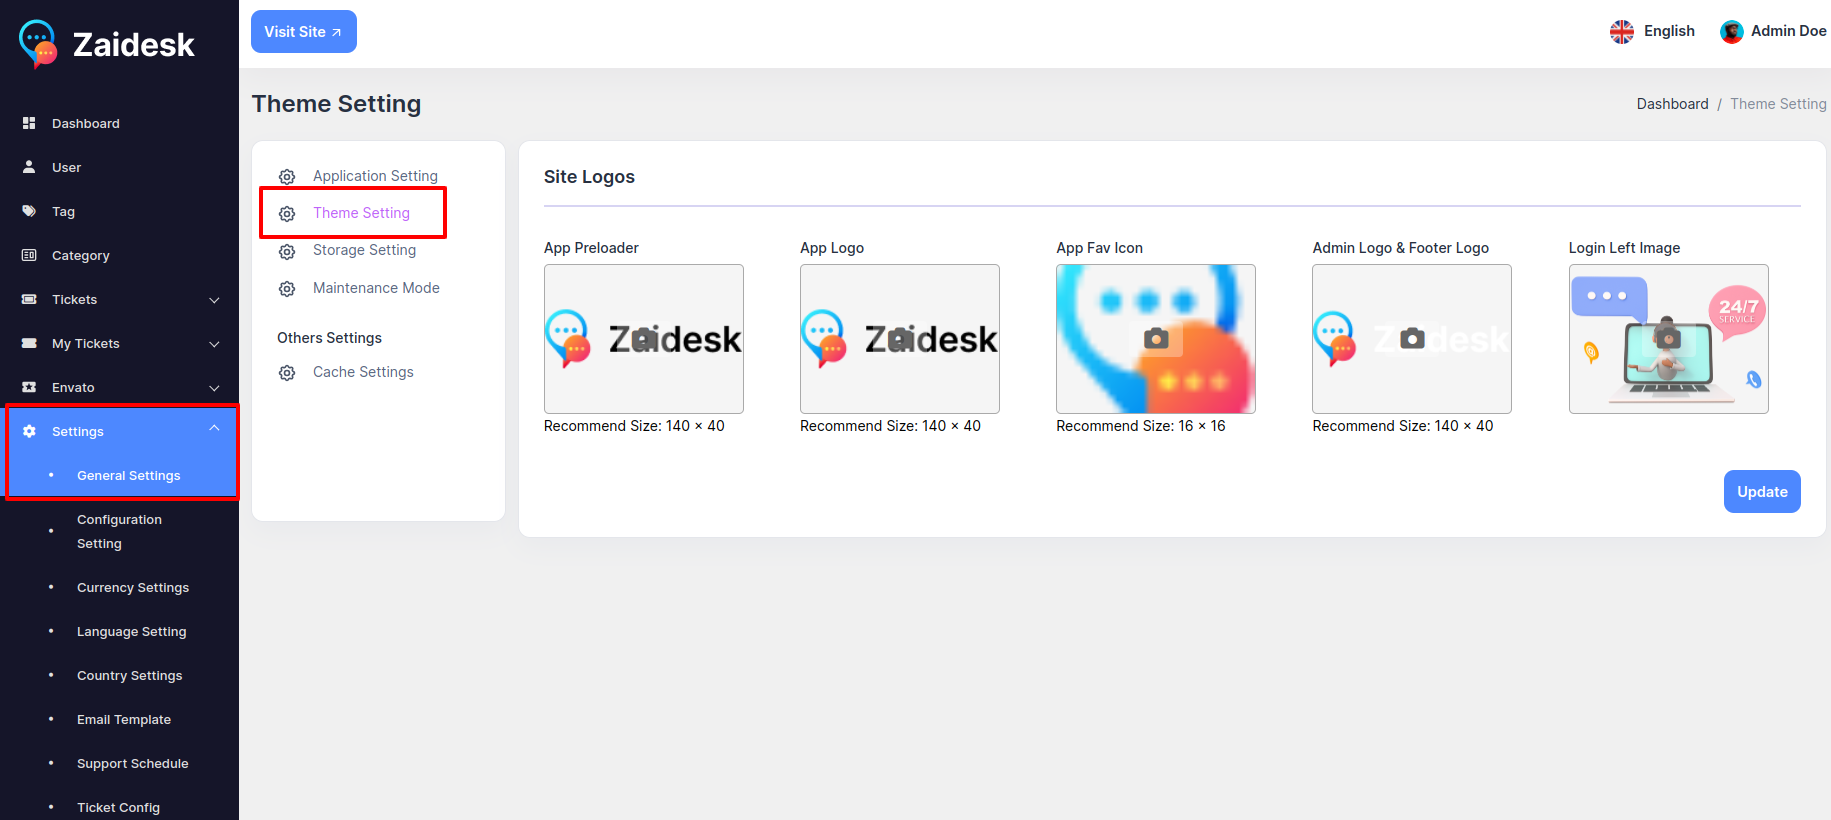 Zaidesk
Visit Site
English
Admin Doe
Dashboard
User
Tag
Category
Tickets
My Tickets
Envato
Settings
General Settings
Configuration
Setting
Currency Settings
Language Setting
Country Settings
Email Template
Support Schedule
Ticket Config
Theme Setting
Dashboard / Theme Setting
Application Setting
Theme Setting
Storage Setting
Maintenance Mode
Others Settings
Cache Settings
Site Logos
App Preloader
Zaidesk
Recommend Size: 140 × 40
App Logo
Zaidesk
Recommend Size: 140 × 40
App Fav Icon
Recommend Size: 16 × 16
Admin Logo & Footer Logo
Zaidesk
Recommend Size: 140 × 40
Login Left Image
24/7
SERVICE
Update